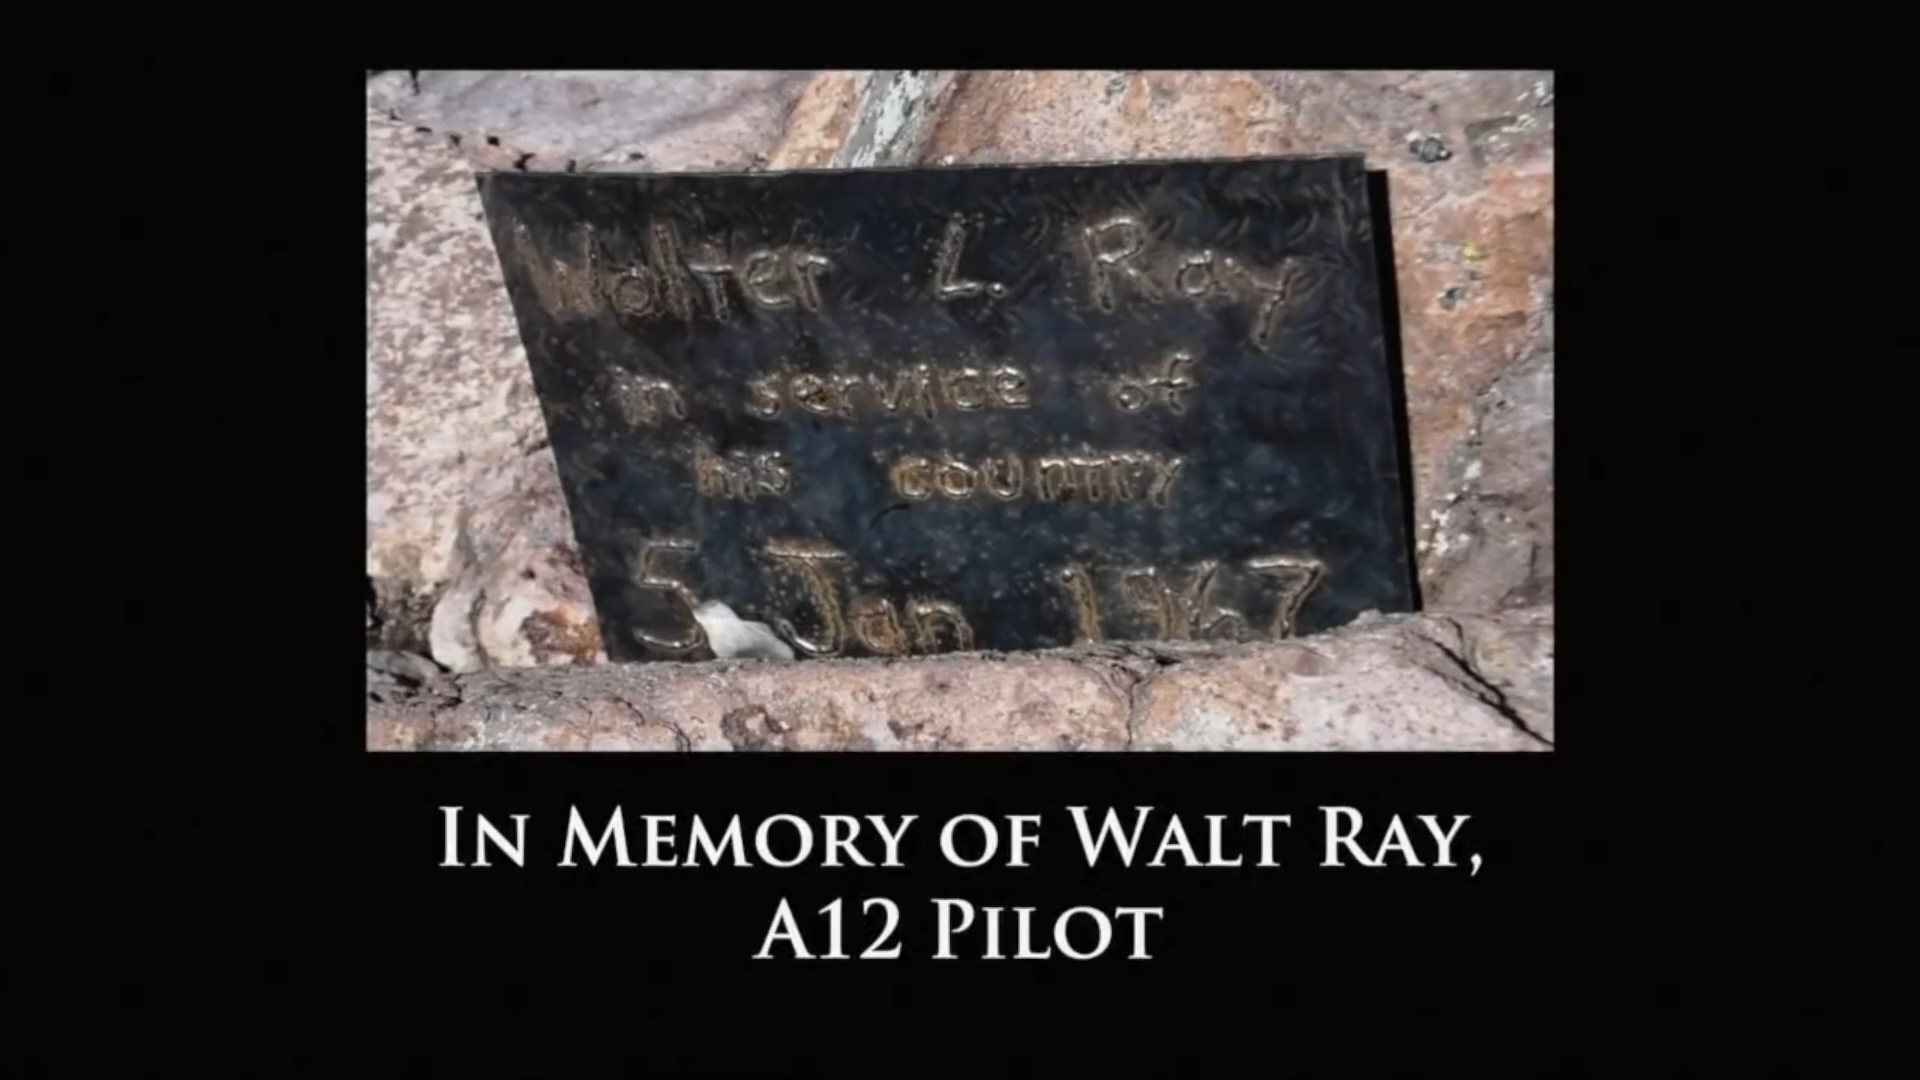 Walter L. Ray
in service of
his country
5 Jan 1967
In Memory of Walt Ray,
A12 Pilot